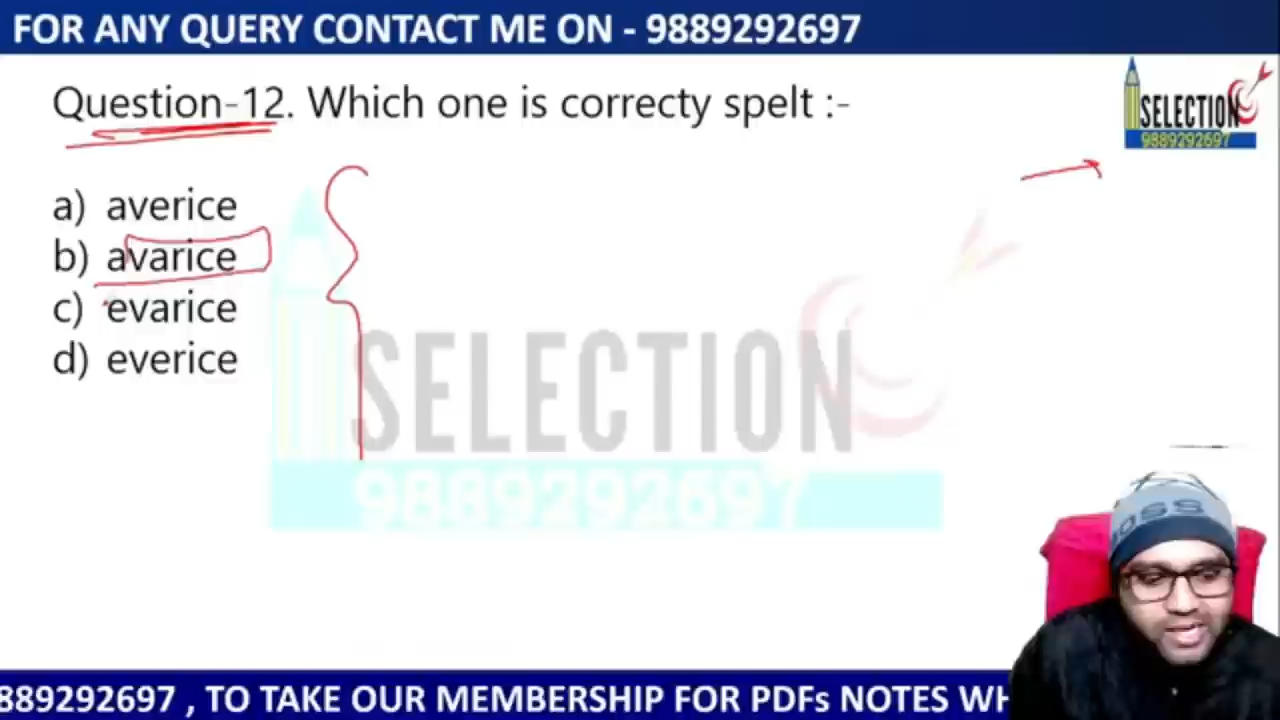 FOR ANY QUERY CONTACT ME ON - 9889292697
SELECTION
9889292697
Question-12. Which one is correcty spelt :-
a) averice
b) avarice
c) evarice
d) everice
SELECTION
9889292697
OSS
889292697 , TO TAKE OUR MEMBERSHIP FOR PDFs NOTES WH